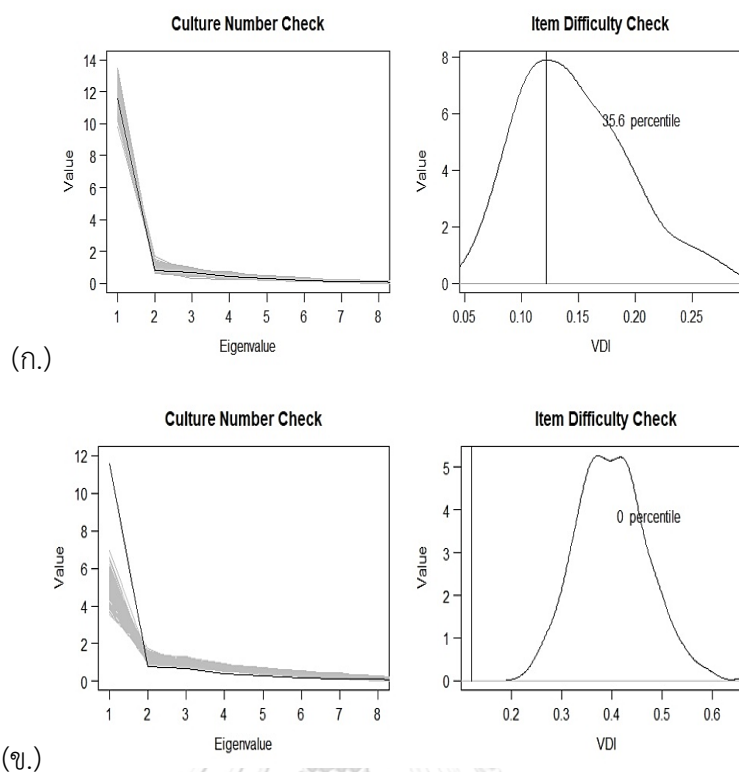 Culture Number Check
Item Difficulty Check
14
12
10
8
6
4
2
0
Value
1 2 3 4 5 6 7 8
Eigenvalue
8
6
4
2
0
Value
35.6 percentile
0.05 0.10 0.15 0.20 0.25
VDI
(ก.)
Culture Number Check
Item Difficulty Check
12
10
8
6
4
2
0
Value
1 2 3 4 5 6 7 8
Eigenvalue
5
4
3
2
1
0
Value
0 percentile
0.2 0.3 0.4 0.5 0.6
VDI
(ข.)